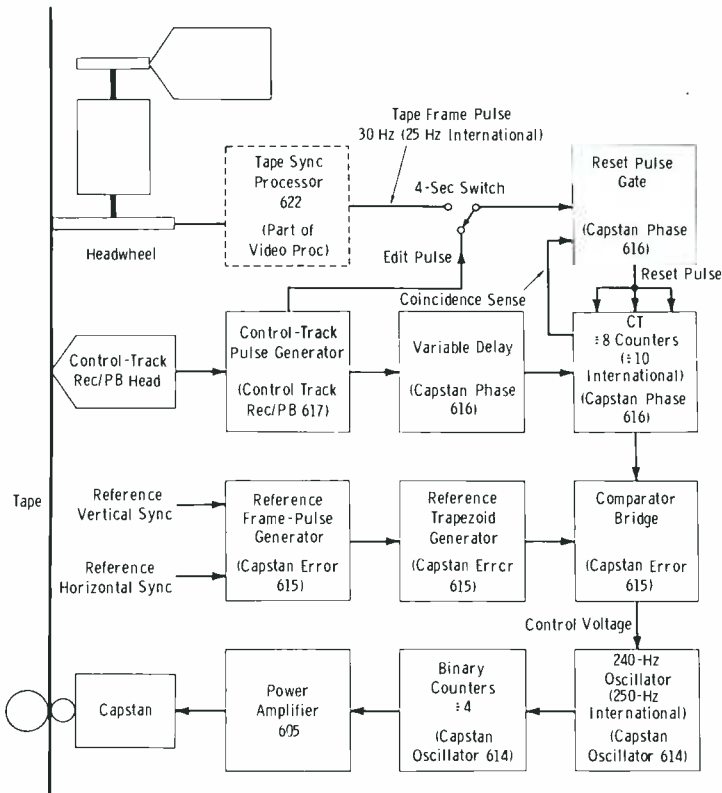 Tape Frame Pulse
30 Hz (25 Hz International)
Tape Sync
Processor
622
(Part of
Video Proc)
4-Sec Switch
Reset Pulse
Gate
(Capstan Phase
616)
Headwheel
Edit Pulse
Coincidence Sense
Reset Pulse
Control-Track
Rec/PB Head
Control-Track
Pulse Generator
(Control Track
Rec/PB 617)
Variable Delay
(Capstan Phase
616)
CT
÷8 Counters
(÷10
International)
(Capstan Phase
616)
Tape
Reference
Vertical Sync
Reference
Horizontal Sync
Reference
Frame-Pulse
Generator
(Capstan Error
615)
Reference
Trapezoid
Generator
(Capstan Error
615)
Comparator
Bridge
(Capstan Error
615)
Control Voltage
Capstan
Power
Amplifier
605
Binary
Counters
÷4
(Capstan
Oscillator 614)
240-Hz
Oscillator
(250-Hz
International)
(Capstan
Oscillator 614)